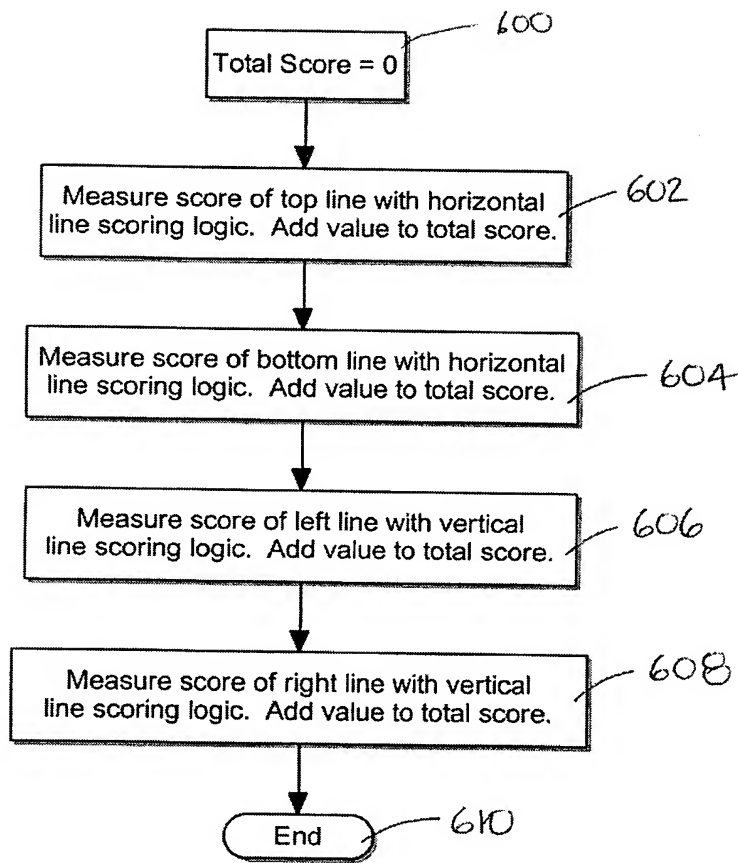 600
Total Score = 0
Measure score of top line with horizontal
line scoring logic. Add value to total score.
602
Measure score of bottom line with horizontal
line scoring logic. Add value to total score.
604
Measure score of left line with vertical
line scoring logic. Add value to total score.
606
Measure score of right line with vertical
line scoring logic. Add value to total score.
608
End
610